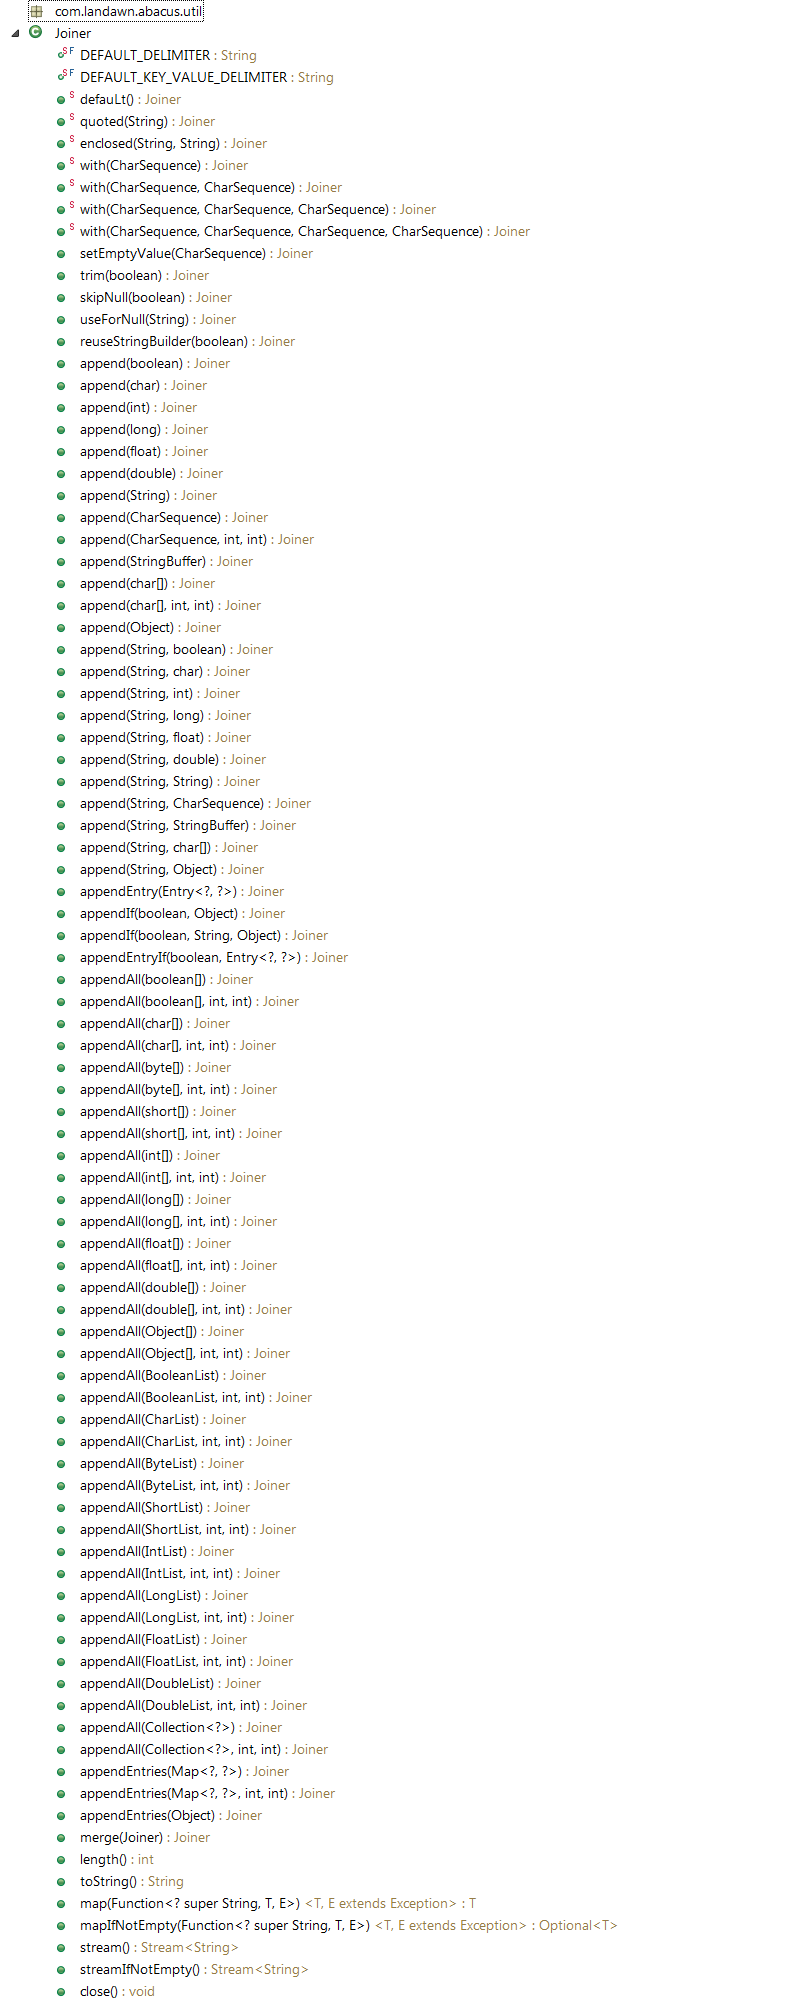 com.landawn.abacus.util
Joiner
DEFAULT_DELIMITER : String
DEFAULT_KEY_VALUE_DELIMITER : String
defauLt() : Joiner
quoted(String) : Joiner
enclosed(String, String) : Joiner
with(CharSequence) : Joiner
with(CharSequence, CharSequence) : Joiner
with(CharSequence, CharSequence, CharSequence) : Joiner
with(CharSequence, CharSequence, CharSequence, CharSequence) : Joiner
setEmptyValue(CharSequence) : Joiner
trim(boolean) : Joiner
skipNull(boolean) : Joiner
useForNull(String) : Joiner
reuseStringBuilder(boolean) : Joiner
append(boolean) : Joiner
append(char) : Joiner
append(int) : Joiner
append(long) : Joiner
append(float) : Joiner
append(double) : Joiner
append(String) : Joiner
append(CharSequence) : Joiner
append(CharSequence, int, int) : Joiner
append(StringBuffer) : Joiner
append(char[]) : Joiner
append(char[], int, int) : Joiner
append(Object) : Joiner
append(String, boolean) : Joiner
append(String, char) : Joiner
append(String, int) : Joiner
append(String, long) : Joiner
append(String, float) : Joiner
append(String, double) : Joiner
append(String, String) : Joiner
append(String, CharSequence) : Joiner
append(String, StringBuffer) : Joiner
append(String, char[]) : Joiner
append(String, Object) : Joiner
appendEntry(Entry<?, ?>) : Joiner
appendIf(boolean, Object) : Joiner
appendIf(boolean, String, Object) : Joiner
appendEntryIf(boolean, Entry<?, ?>) : Joiner
appendAll(boolean[]) : Joiner
appendAll(boolean[], int, int) : Joiner
appendAll(char[]) : Joiner
appendAll(char[], int, int) : Joiner
appendAll(byte[]) : Joiner
appendAll(byte[], int, int) : Joiner
appendAll(short[]) : Joiner
appendAll(short[], int, int) : Joiner
appendAll(int[]) : Joiner
appendAll(int[], int, int) : Joiner
appendAll(long[]) : Joiner
appendAll(long[], int, int) : Joiner
appendAll(float[]) : Joiner
appendAll(float[], int, int) : Joiner
appendAll(double[]) : Joiner
appendAll(double[], int, int) : Joiner
appendAll(Object[]) : Joiner
appendAll(Object[], int, int) : Joiner
appendAll(BooleanList) : Joiner
appendAll(BooleanList, int, int) : Joiner
appendAll(CharList) : Joiner
appendAll(CharList, int, int) : Joiner
appendAll(ByteList) : Joiner
appendAll(ByteList, int, int) : Joiner
appendAll(ShortList) : Joiner
appendAll(ShortList, int, int) : Joiner
appendAll(IntList) : Joiner
appendAll(IntList, int, int) : Joiner
appendAll(LongList) : Joiner
appendAll(LongList, int, int) : Joiner
appendAll(FloatList) : Joiner
appendAll(FloatList, int, int) : Joiner
appendAll(DoubleList) : Joiner
appendAll(DoubleList, int, int) : Joiner
appendAll(Collection<?>) : Joiner
appendAll(Collection<?>, int, int) : Joiner
appendEntries(Map<?, ?>) : Joiner
appendEntries(Map<?, ?>, int, int) : Joiner
appendEntries(Object) : Joiner
merge(Joiner) : Joiner
length() : int
toString() : String
map(Function<? super String, T, E>) <T, E extends Exception> : T
mapIfNotEmpty(Function<? super String, T, E>) <T, E extends Exception> : Optional<T>
stream() : Stream<String>
streamIfNotEmpty() : Stream<String>
close() : void